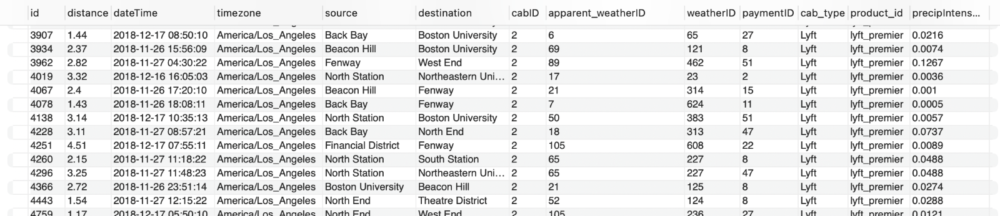 id distance dateTime timezone source destination cabID apparent_weatherID weatherID paymentID cab_type product_id precipIntens...
3907 1.44 2018-12-17 08:50:10 America/Los_Angeles Back Bay Boston University 2 6 65 27 Lyft lyft_premier 0.0216
3934 2.37 2018-11-26 15:56:09 America/Los_Angeles Beacon Hill Boston University 2 69 121 8 Lyft lyft_premier 0.0074
3962 2.82 2018-11-27 04:30:22 America/Los_Angeles Fenway West End 2 89 462 51 Lyft lyft_premier 0.1267
4019 3.32 2018-12-16 16:05:03 America/Los_Angeles North Station Northeastern Uni... 2 17 23 2 Lyft lyft_premier 0.0036
4067 2.4 2018-11-26 17:20:10 America/Los_Angeles Beacon Hill Fenway 2 21 314 15 Lyft lyft_premier 0.001
4078 1.43 2018-11-26 18:08:11 America/Los_Angeles Back Bay Fenway 2 7 624 11 Lyft lyft_premier 0.0005
4138 3.14 2018-12-17 10:35:13 America/Los_Angeles North Station Boston University 2 50 383 51 Lyft lyft_premier 0.0057
4228 3.11 2018-11-27 08:57:21 America/Los_Angeles Back Bay North End 2 18 313 47 Lyft lyft_premier 0.0737
4251 4.51 2018-12-17 07:55:11 America/Los_Angeles Financial District Fenway 2 105 608 22 Lyft lyft_premier 0.0089
4260 2.15 2018-11-27 11:18:22 America/Los_Angeles North Station South Station 2 65 227 8 Lyft lyft_premier 0.0488
4296 3.25 2018-11-27 11:48:23 America/Los_Angeles North Station Northeastern Uni... 2 65 227 47 Lyft lyft_premier 0.0488
4366 2.72 2018-11-26 23:51:14 America/Los_Angeles Boston University Beacon Hill 2 21 125 8 Lyft lyft_premier 0.0274
4443 1.54 2018-11-27 12:15:22 America/Los_Angeles North End Theatre District 2 52 124 8 Lyft lyft_premier 0.0288
4759 1.17 2018-12-17 05:50:10 America/Los_Angeles North End West End 2 105 236 27 Lyft lyft_premier 0.0121